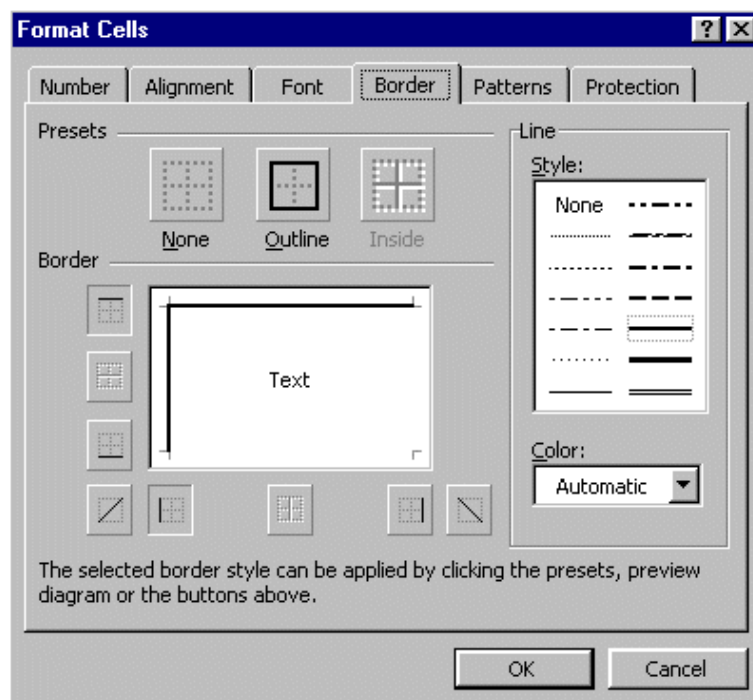 Format Cells
Number Alignment Font Border Patterns Protection
Presets
None Outline Inside
Border
Text
Line
Style:
None
Color:
Automatic
The selected border style can be applied by clicking the presets, preview
diagram or the buttons above.
OK Cancel